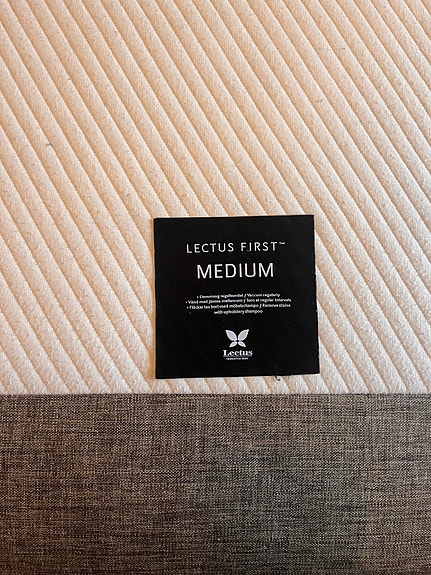 LECTUS FIRST™
MEDIUM
• Dammsug regelbundet / Vaccum regularly
• Vänd med jämna mellanrum / Turn at regular intervals
• Fläckar tas bort med möbelschampo / Remove stains
with upholstery shampoo
Lectus